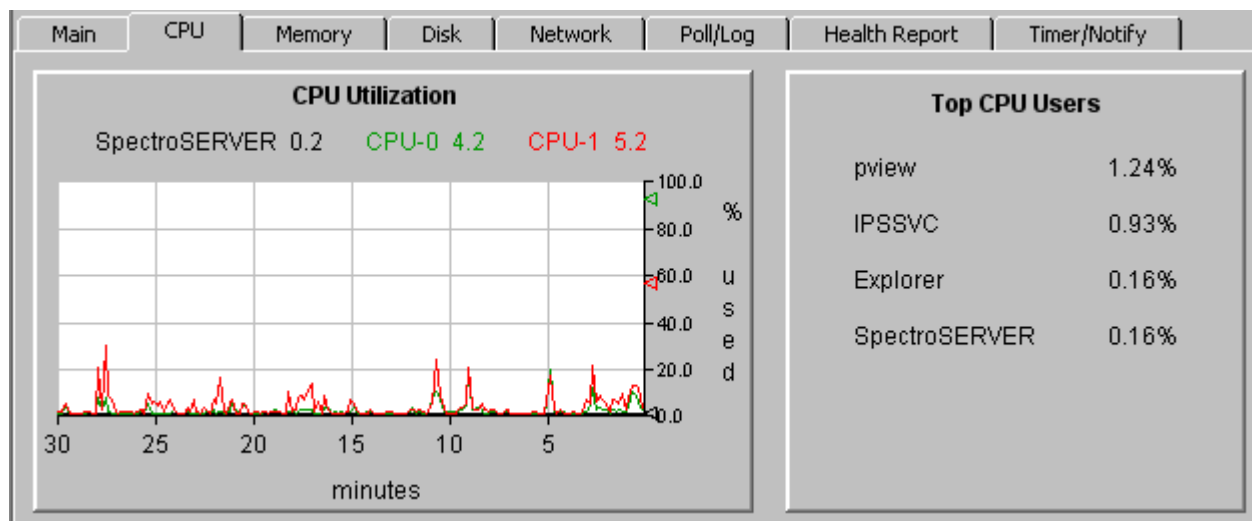 Main CPU Memory Disk Network Poll/Log Health Report Timer/Notify
CPU Utilization
SpectroSERVER 0.2 CPU-0 4.2 CPU-1 5.2
100.0
80.0
60.0
40.0
20.0
0.0
% used
30 25 20 15 10 5
minutes
Top CPU Users
pview 1.24%
IPSSVC 0.93%
Explorer 0.16%
SpectroSERVER 0.16%